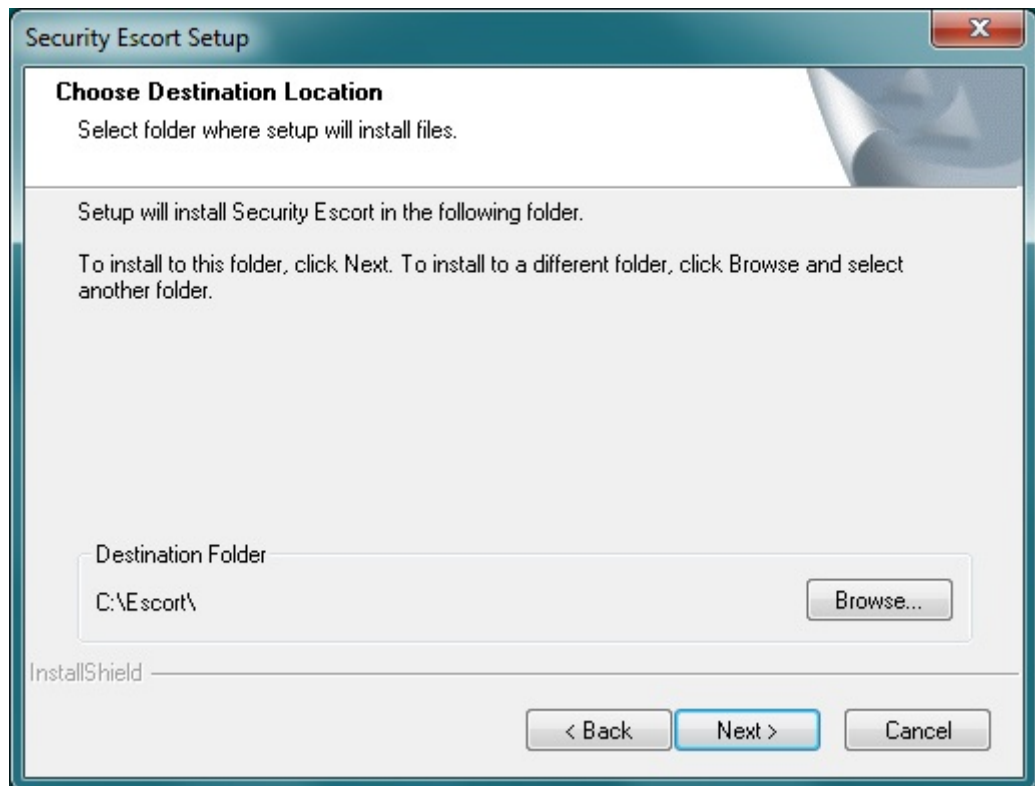 Security Escort Setup
Choose Destination Location
Select folder where setup will install files.
Setup will install Security Escort in the following folder.
To install to this folder, click Next. To install to a different folder, click Browse and select
another folder.
Destination Folder
C:\Escort\
Browse...
InstallShield
< Back
Next >
Cancel